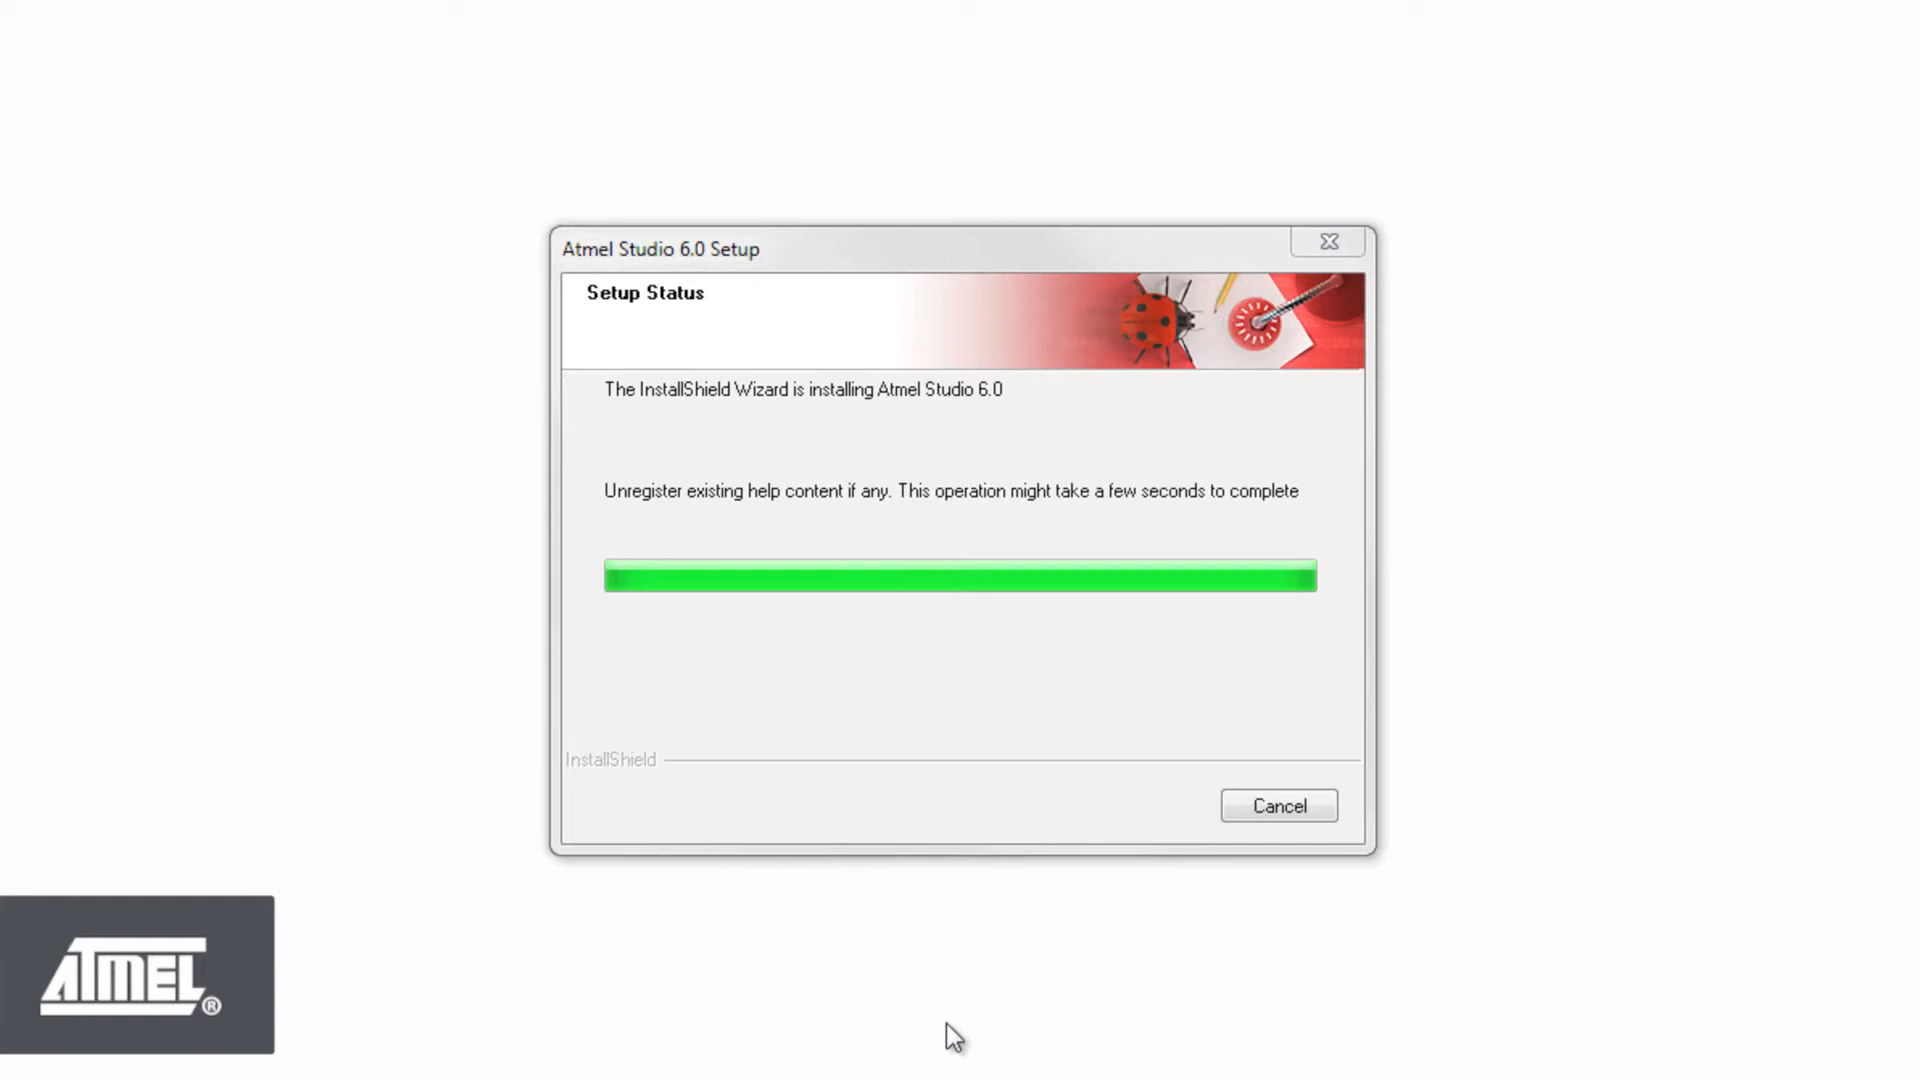 Atmel Studio 6.0 Setup
Setup Status
The InstallShield Wizard is installing Atmel Studio 6.0
Unregister existing help content if any. This operation might take a few seconds to complete
InstallShield
Cancel
ATMEL®